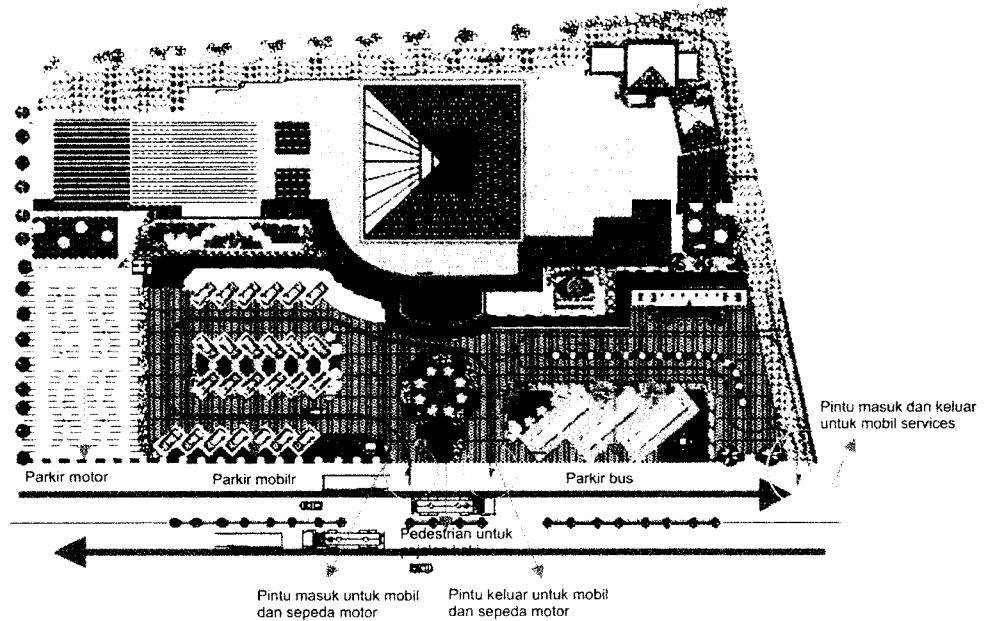 Pintu masuk dan keluar
untuk mobil services
Parkir motor
Parkir mobilr
Parkir bus
Pedestrian untuk
Pintu masuk untuk mobil
dan sepeda motor
Pintu keluar untuk mobil
dan sepeda motor